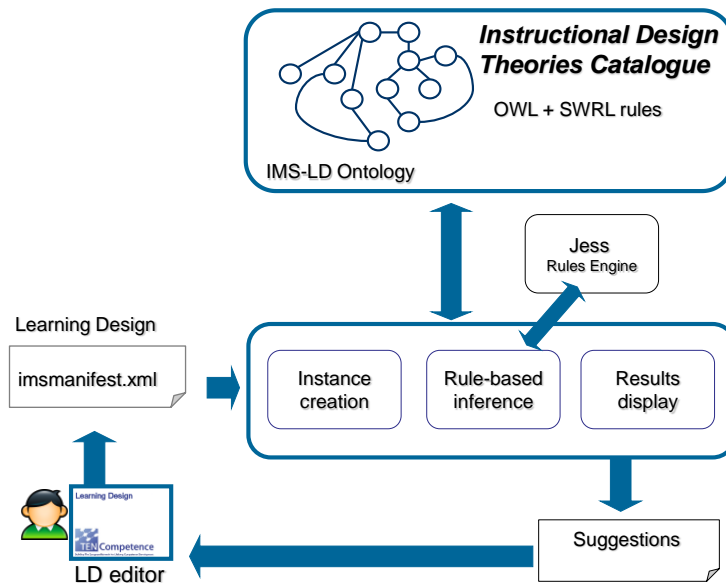 Instructional Design
Theories Catalogue
OWL + SWRL rules
IMS-LD Ontology
Jess
Rules Engine
Learning Design
imsmanifest.xml
Instance
creation
Rule-based
inference
Results
display
Learning Design
TENCompetence
LD editor
Suggestions